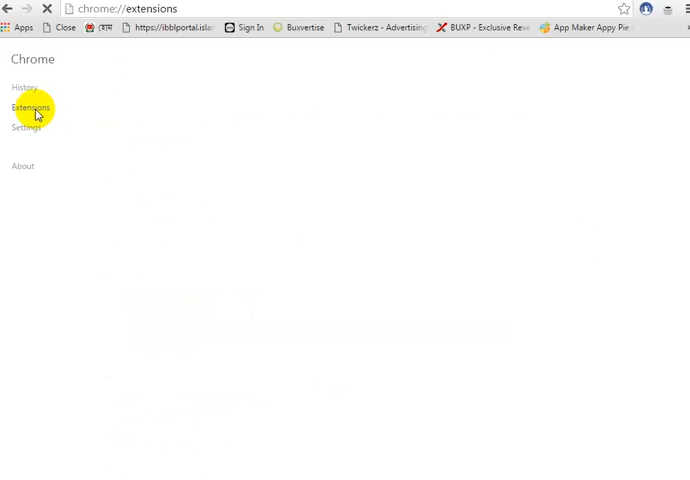 chrome://extensions
Apps Close (রামা https://ibblportal.islan Sign In Buxvertise Twickerz - Advertising BUXP - Exclusive Reve App Maker Appy Pie
Chrome
History
Extensions
Settings
About